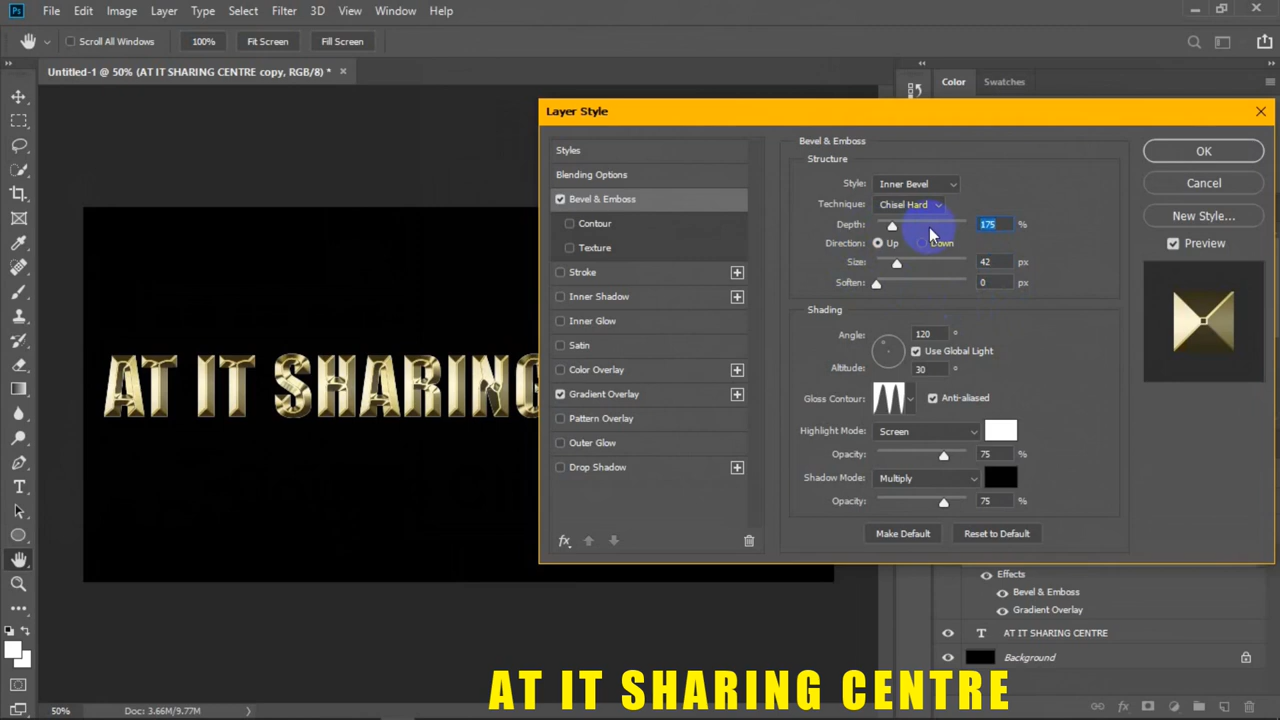 Ps File Edit Image Layer Type Select Filter 3D View Window Help
Scroll All Windows 100% Fit Screen Fill Screen
Untitled-1 @ 50% (AT IT SHARING CENTRE copy, RGB/8) * ×
Color Swatches
Layer Style
Styles
Blending Options
Bevel & Emboss
Contour
Texture
Stroke
Inner Shadow
Inner Glow
Satin
Color Overlay
Gradient Overlay
Pattern Overlay
Outer Glow
Drop Shadow
fx
Bevel & Emboss
Structure
Style: Inner Bevel
Technique: Chisel Hard
Depth: 175 %
Direction: Up Down
Size: 42 px
Soften: 0 px
Shading
Angle: 120 °
Use Global Light
Altitude: 30 °
Gloss Contour: Anti-aliased
Highlight Mode: Screen
Opacity: 75 %
Shadow Mode: Multiply
Opacity: 75 %
Make Default Reset to Default
OK
Cancel
New Style...
Preview
AT IT SHARING
Effects
Bevel & Emboss
Gradient Overlay
T AT IT SHARING CENTRE
Background
fx
AT IT SHARING CENTRE
50% Doc: 3.66M/9.77M